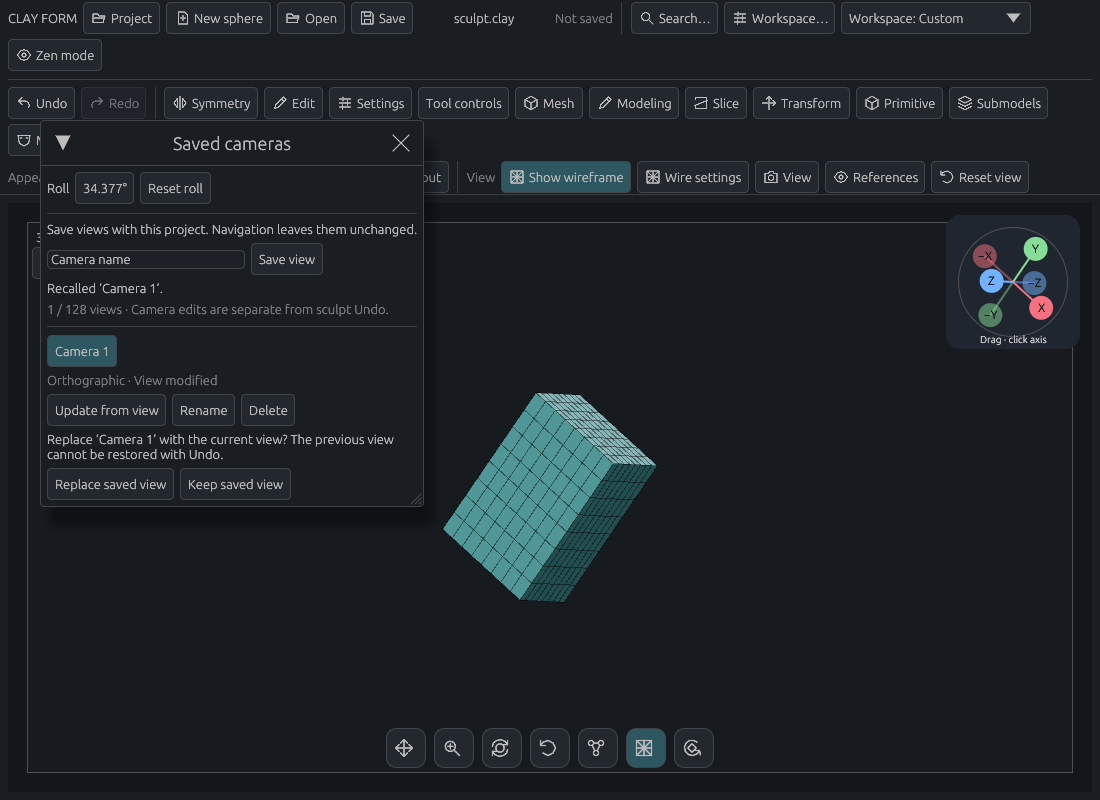 CLAY FORM Project New sphere Open Save sculpt.clay Not saved Search... Workspace... Workspace: Custom
Zen mode
Undo Redo Symmetry Edit Settings Tool controls Mesh Modeling Slice Transform Primitive Submodels
Saved cameras
View Show wireframe Wire settings View References Reset view
Roll 34.377° Reset roll
Save views with this project. Navigation leaves them unchanged.
Camera name Save view
Recalled ‘Camera 1’.
1 / 128 views · Camera edits are separate from sculpt Undo.
Camera 1
Orthographic · View modified
Update from view Rename Delete
Replace ‘Camera 1’ with the current view? The previous view
cannot be restored with Undo.
Replace saved view Keep saved view
-X Y
Z -Z
-Y X
Drag · click axis